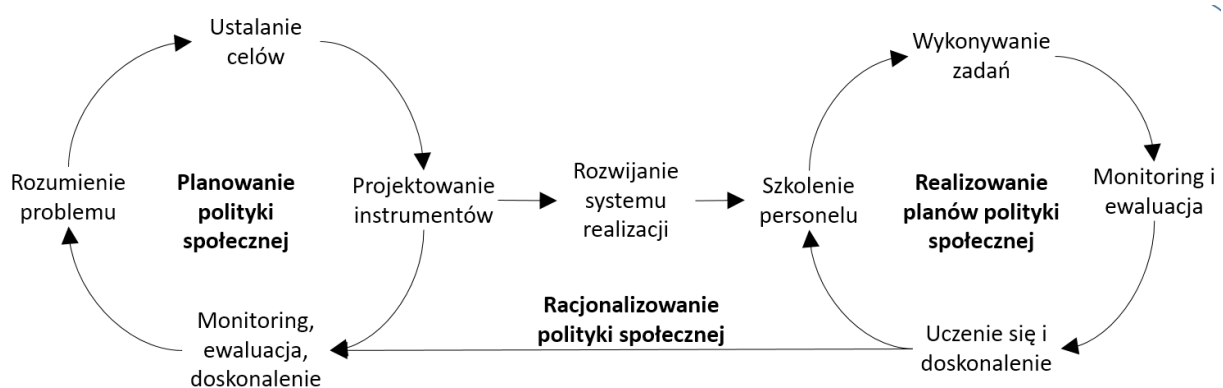 Ustalanie
celów
Rozumienie
problemu
Planowanie
polityki
społecznej
Projektowanie
instrumentów
Monitoring,
ewaluacja,
doskonalenie
Rozwijanie
systemu
realizacji
Racjonalizowanie
polityki społecznej
Szkolenie
personelu
Wykonywanie
zadań
Realizowanie
planów polityki
społecznej
Monitoring i
ewaluacja
Uczenie się i
doskonalenie